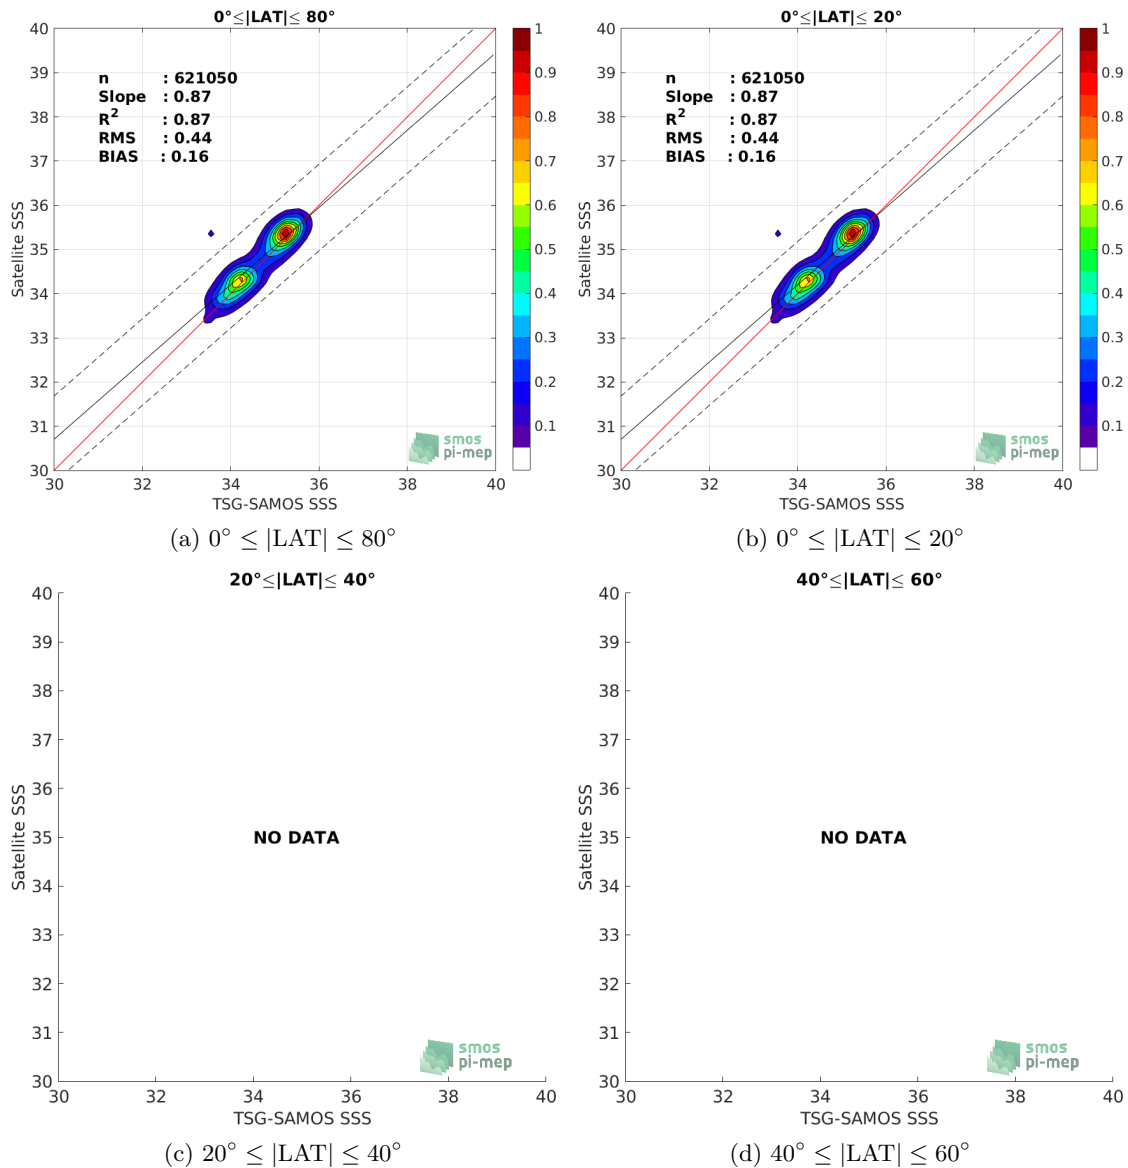 0°≤|LAT|≤ 80°
40
39
38
37
36
35
34
33
32
31
30
Satellite SSS
n : 621050
Slope : 0.87
R² : 0.87
RMS : 0.44
BIAS : 0.16
smos
pi-mep
30 32 34 36 38 40
TSG-SAMOS SSS
1
0.9
0.8
0.7
0.6
0.5
0.4
0.3
0.2
0.1
(a) 0° ≤ |LAT| ≤ 80°
0°≤|LAT|≤ 20°
40
39
38
37
36
35
34
33
32
31
30
Satellite SSS
n : 621050
Slope : 0.87
R² : 0.87
RMS : 0.44
BIAS : 0.16
smos
pi-mep
30 32 34 36 38 40
TSG-SAMOS SSS
1
0.9
0.8
0.7
0.6
0.5
0.4
0.3
0.2
0.1
(b) 0° ≤ |LAT| ≤ 20°
20°≤|LAT|≤ 40°
40
39
38
37
36
35
34
33
32
31
30
Satellite SSS
NO DATA
smos
pi-mep
30 32 34 36 38 40
TSG-SAMOS SSS
(c) 20° ≤ |LAT| ≤ 40°
40°≤|LAT|≤ 60°
40
39
38
37
36
35
34
33
32
31
30
Satellite SSS
NO DATA
smos
pi-mep
30 32 34 36 38 40
TSG-SAMOS SSS
(d) 40° ≤ |LAT| ≤ 60°